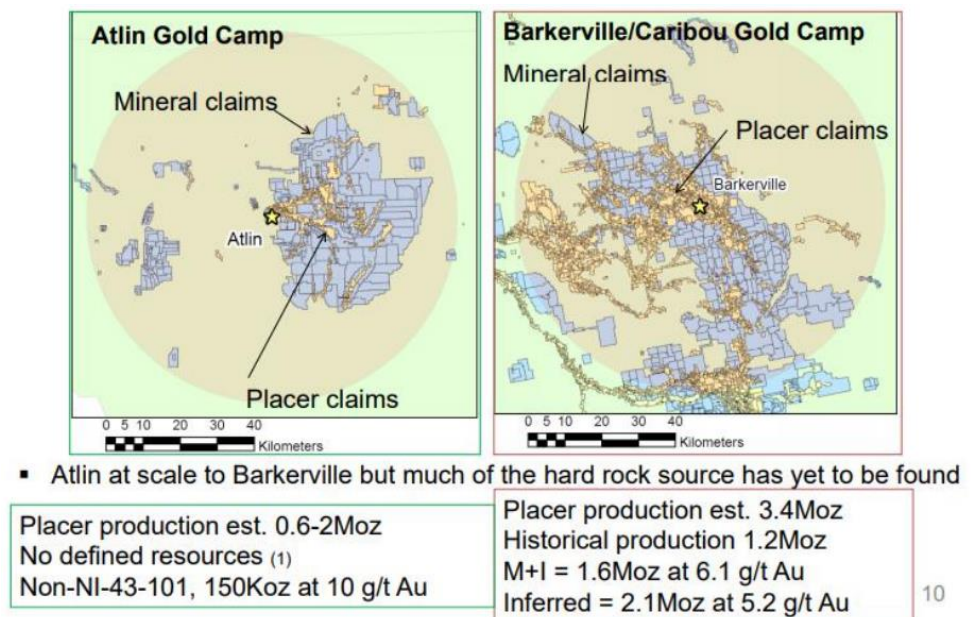 Atlin Gold Camp
Mineral claims
Atlin
Placer claims
0 5 10 20 30 40
Kilometers
Barkerville/Caribou Gold Camp
Mineral claims
Placer claims
Barkerville
0 5 10 20 30 40
Kilometers
▪ Atlin at scale to Barkerville but much of the hard rock source has yet to be found
Placer production est. 0.6-2Moz
No defined resources (1)
Non-NI-43-101, 150Koz at 10 g/t Au
Placer production est. 3.4Moz
Historical production 1.2Moz
M+I = 1.6Moz at 6.1 g/t Au
Inferred = 2.1Moz at 5.2 g/t Au
10